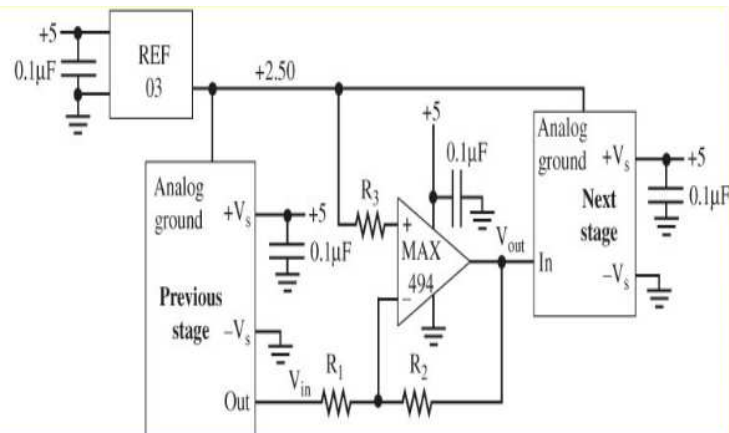 +5
REF
03
0.1µF
+2.50
+5
0.1µF
Analog
ground
+Vs
+5
0.1µF
Previous
stage
−Vs
Out
Vin
R1
R2
R3
+
MAX
494
−
Vout
Analog
ground
+Vs
+5
0.1µF
Next
stage
In
−Vs